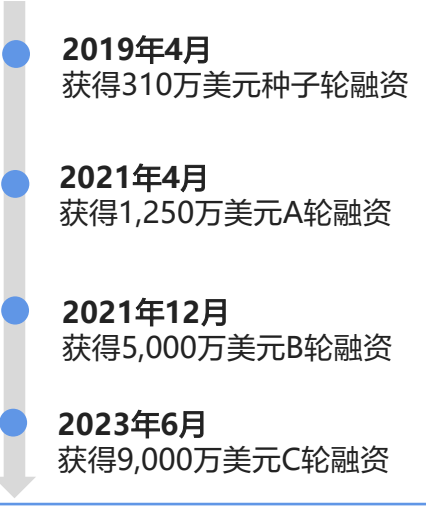 2019年4月
获得310万美元种子轮融资
2021年4月
获得1,250万美元A轮融资
2021年12月
获得5,000万美元B轮融资
2023年6月
获得9,000万美元C轮融资